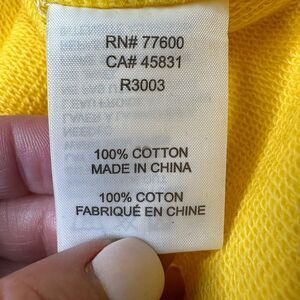 RN# 77600
CA# 45831
R3003
100% COTTON
MADE IN CHINA
100% COTON
FABRIQUÉ EN CHINE